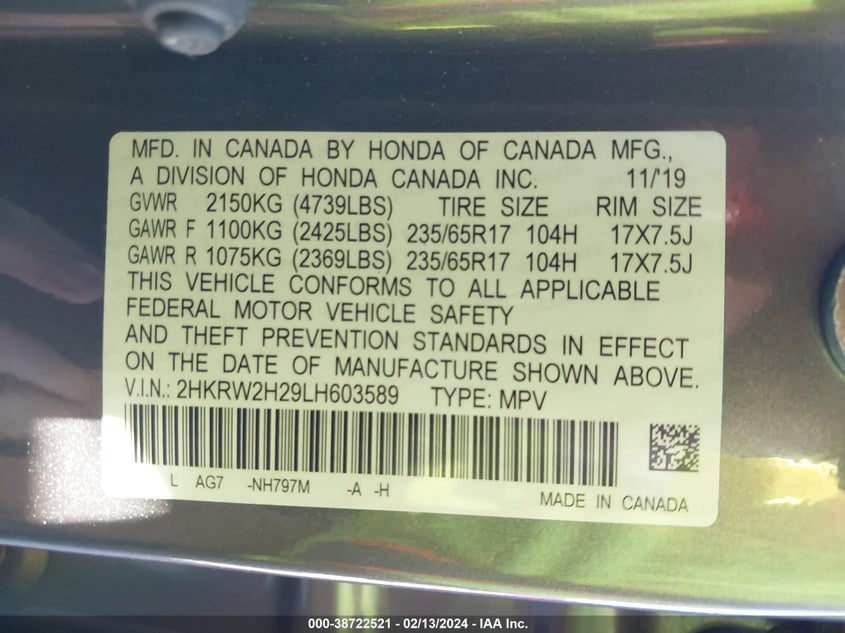 MFD. IN CANADA BY HONDA OF CANADA MFG.,
A DIVISION OF HONDA CANADA INC. 11/'19
GVWR 2150KG (4739LBS) TIRE SIZE RIM SIZE
GAWR F 1100KG (2425LBS) 235/65R17 104H 17X7.5J
GAWR R 1075KG (2369LBS) 235/65R17 104H 17X7.5J
THIS VEHICLE CONFORMS TO ALL APPLICABLE
FEDERAL MOTOR VEHICLE SAFETY
AND THEFT PREVENTION STANDARDS IN EFFECT
ON THE DATE OF MANUFACTURE SHOWN ABOVE.
V.I.N.: 2HKRW2H29LH603589 TYPE: MPV
L AG7 -NH797M -A -H
MADE IN CANADA
000-38722521 - 02/13/2024 - IAA Inc.